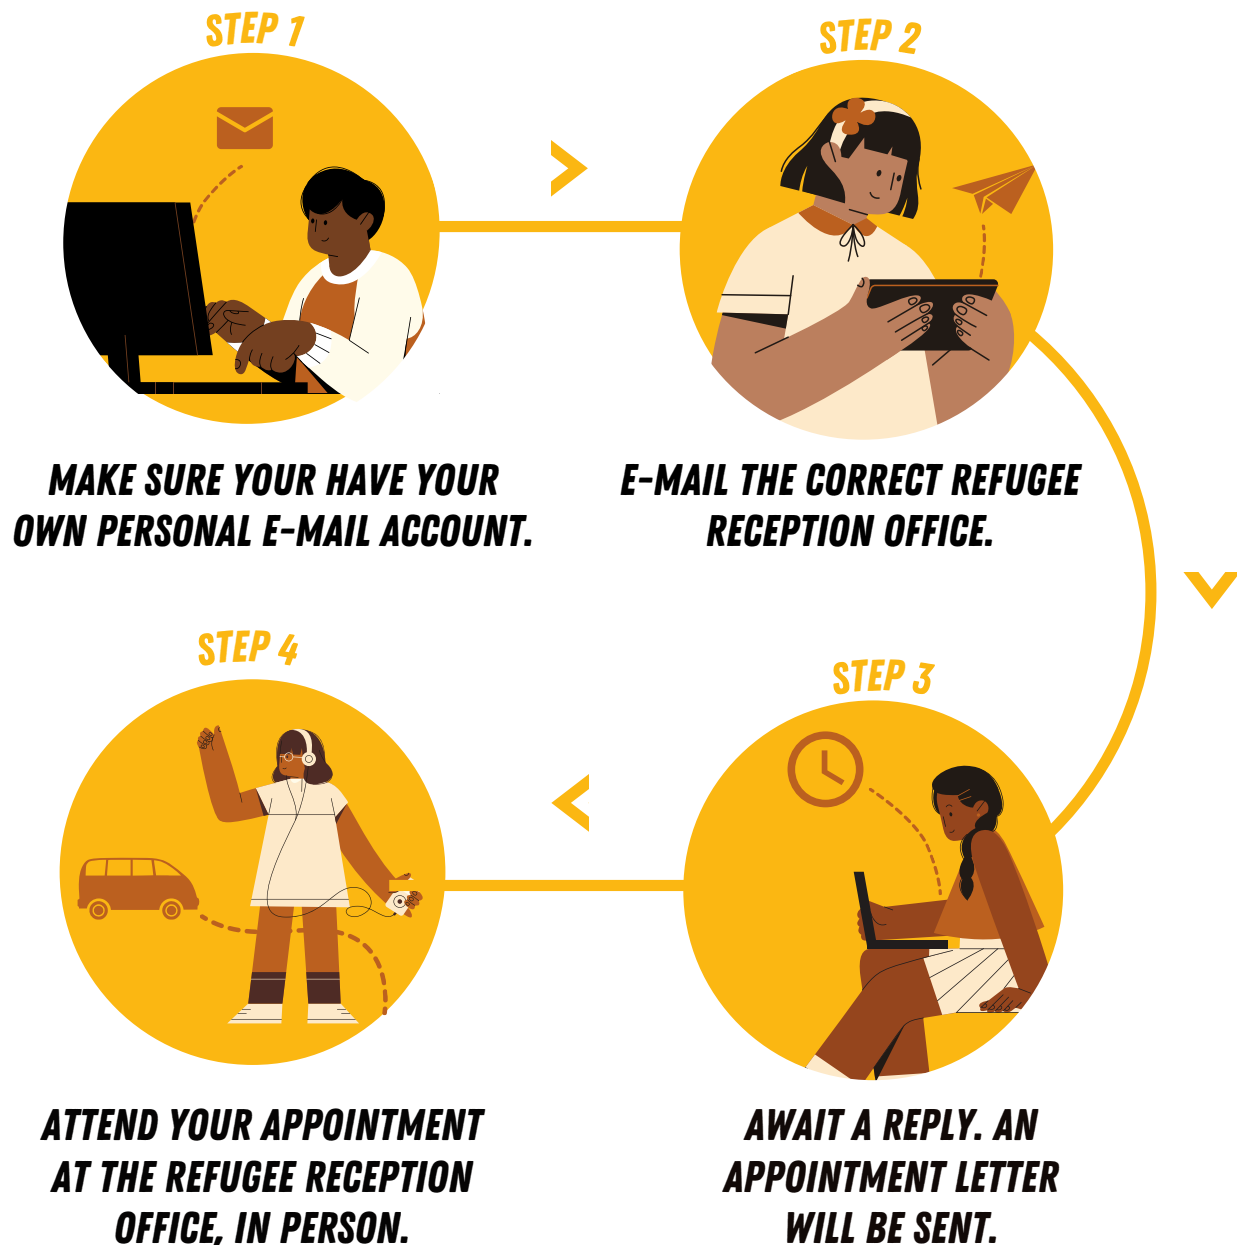 STEP 1
MAKE SURE YOUR HAVE YOUR
OWN PERSONAL E-MAIL ACCOUNT.
STEP 2
E-MAIL THE CORRECT REFUGEE
RECEPTION OFFICE.
STEP 3
AWAIT A REPLY. AN
APPOINTMENT LETTER
WILL BE SENT.
STEP 4
ATTEND YOUR APPOINTMENT
AT THE REFUGEE RECEPTION
OFFICE, IN PERSON.